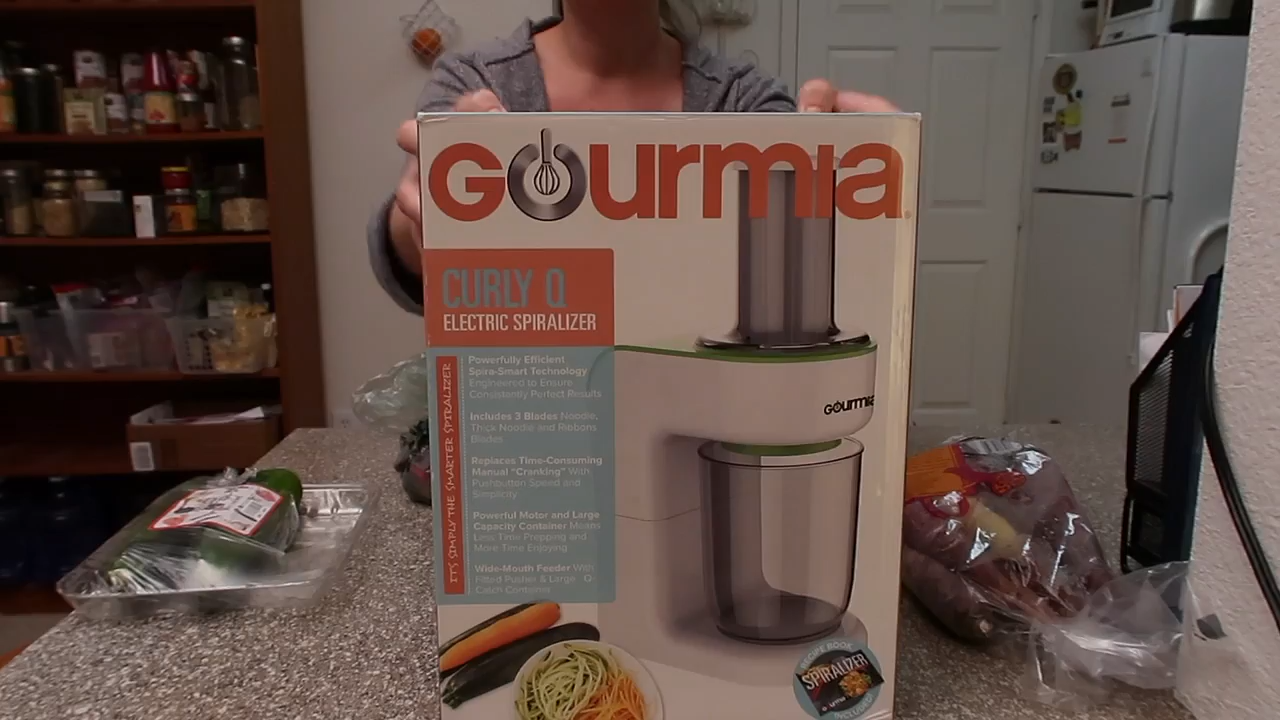 Gourmia
CURLY Q
ELECTRIC SPIRALIZER
IT'S SIMPLY THE SMARTER SPIRALIZER
Powerfully Efficient
Spira-Smart Technology
Engineered to Ensure
Consistently Perfect Results
Includes 3 Blades Noodle,
Thick Noodle and Ribbons
Blades
Replaces Time-Consuming
Manual "Cranking" With
Pushbutton Speed and
Simplicity
Powerful Motor and Large
Capacity Container Means
Less Time Prepping and
More Time Enjoying
Wide-Mouth Feeder With
Fitted Pusher & Large Q-
Catch Container
Gourmia
RECIPE BOOK
SPIRALIZER
INCLUDED